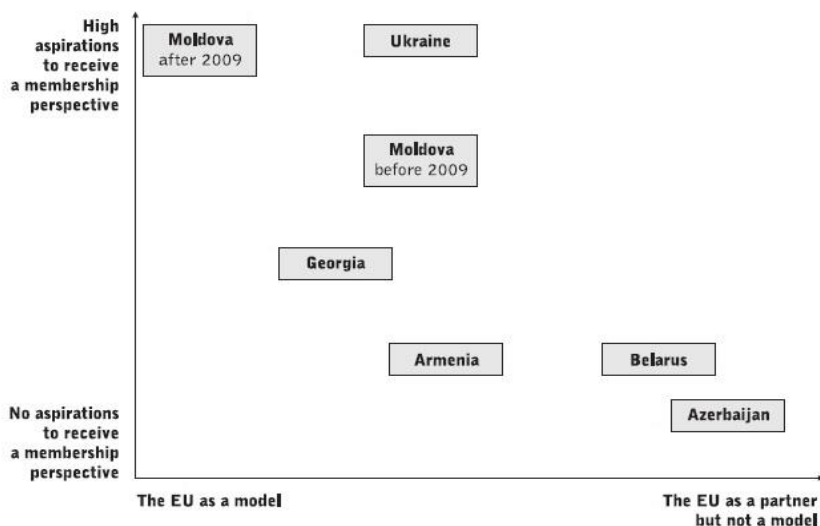 High
aspirations
to receive
a membership
perspective
Moldova
after 2009
Ukraine
Moldova
before 2009
Georgia
Armenia
Belarus
Azerbaijan
No aspirations
to receive
a membership
perspective
The EU as a model
The EU as a partner
but not a model